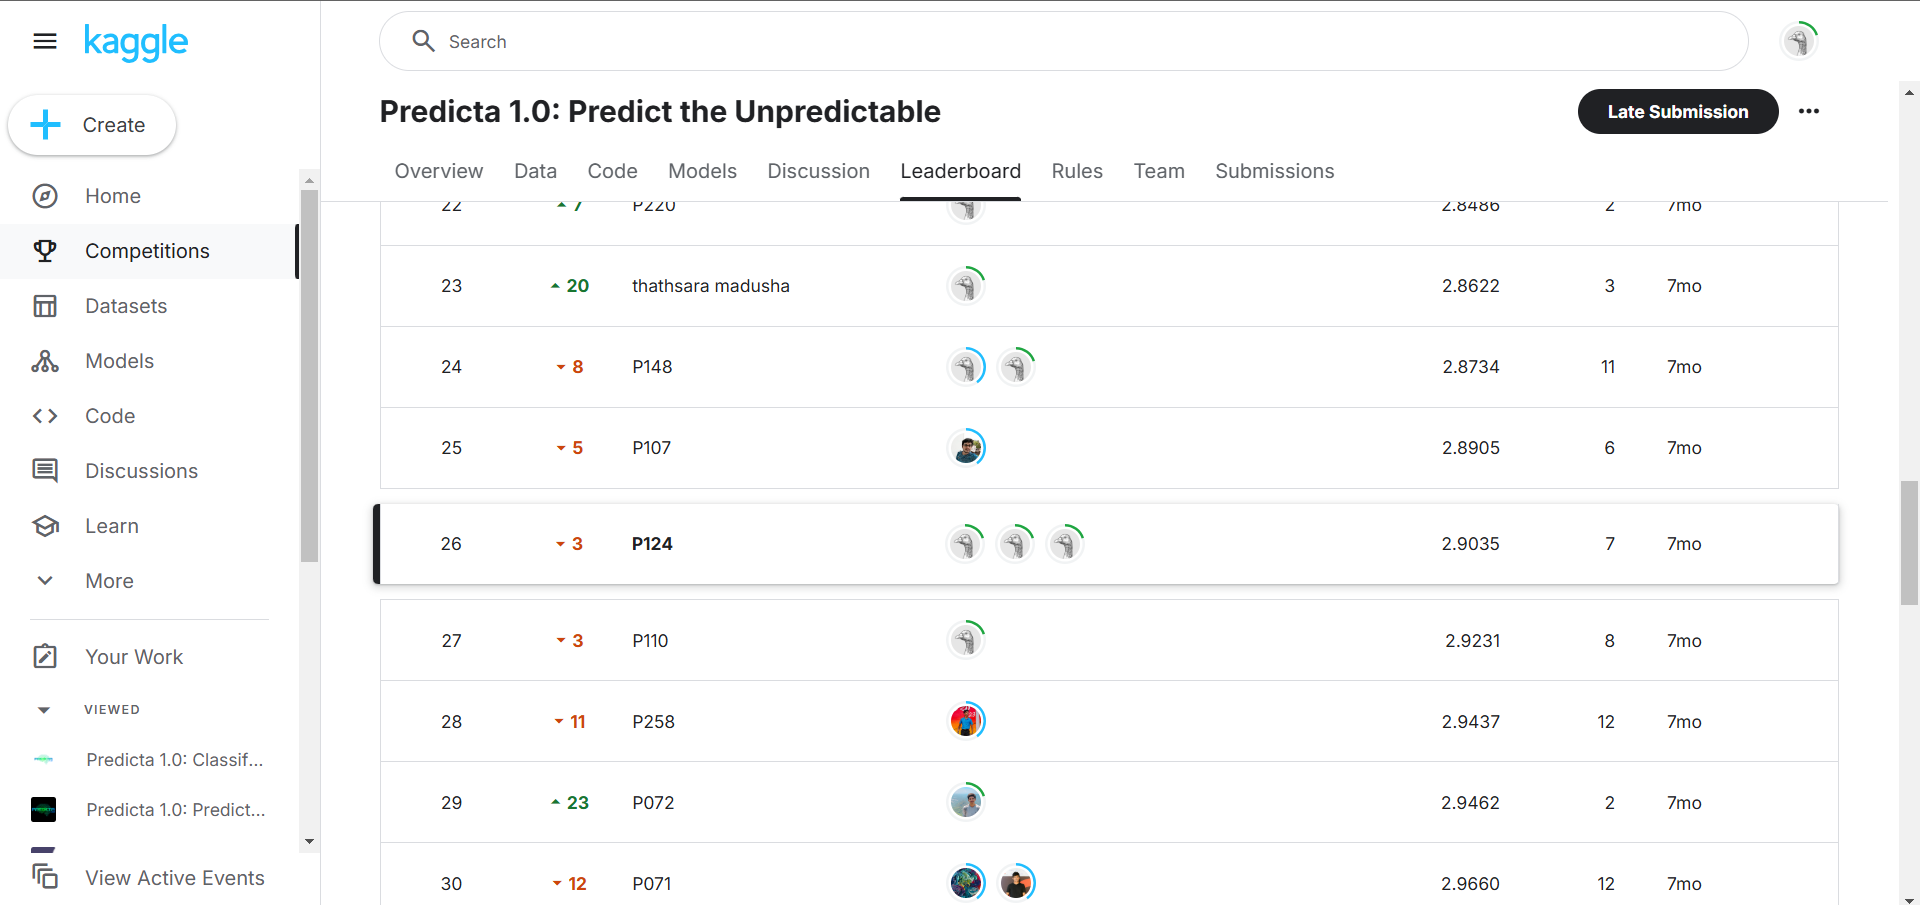 kaggle
Search
Create
Predicta 1.0: Predict the Unpredictable
Late Submission
Overview Data Code Models Discussion Leaderboard Rules Team Submissions
Home
Competitions
Datasets
Models
Code
Discussions
Learn
More
Your Work
VIEWED
Predicta 1.0: Classif...
Predicta 1.0: Predict...
View Active Events
22 7 P220 2.8486 2 7mo
23 20 thathsara madusha 2.8622 3 7mo
24 8 P148 2.8734 11 7mo
25 5 P107 2.8905 6 7mo
26 3 P124 2.9035 7 7mo
27 3 P110 2.9231 8 7mo
28 11 P258 2.9437 12 7mo
29 23 P072 2.9462 2 7mo
30 12 P071 2.9660 12 7mo